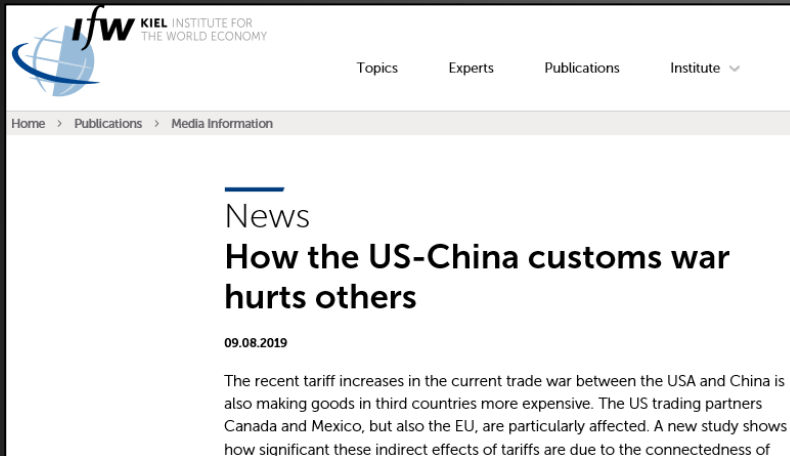 ifw KIEL INSTITUTE FOR
THE WORLD ECONOMY
Topics Experts Publications Institute
Home > Publications > Media Information
News
How the US-China customs war
hurts others
09.08.2019
The recent tariff increases in the current trade war between the USA and China is
also making goods in third countries more expensive. The US trading partners
Canada and Mexico, but also the EU, are particularly affected. A new study shows
how significant these indirect effects of tariffs are due to the connectedness of